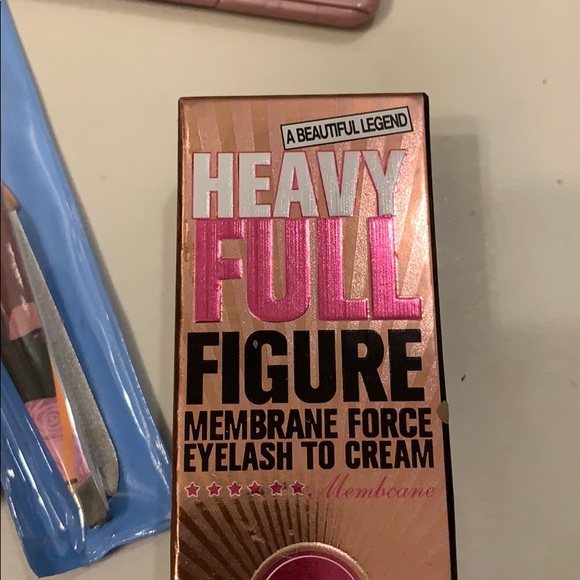 A BEAUTIFUL LEGEND
HEAVY
FULL
FIGURE
MEMBRANE FORCE
EYELASH TO CREAM
Membcane